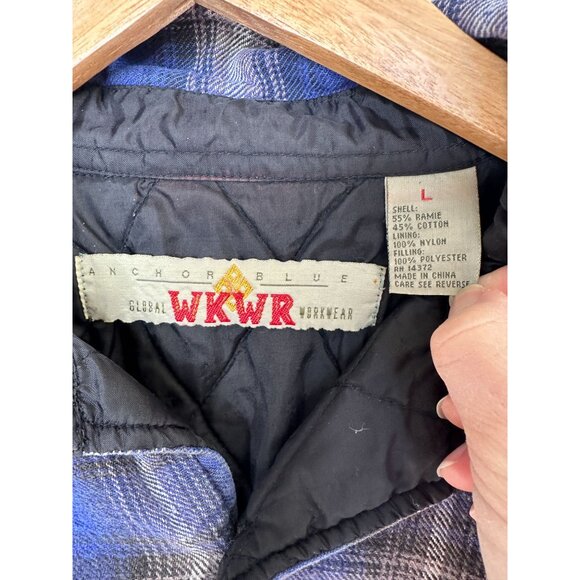 ANCHOR BLUE
GLOBAL WKWR WORKWEAR
L
SHELL:
55% RAMIE
45% COTTON
LINING:
100% NYLON
FILLING:
100% POLYESTER
RN 14372
MADE IN CHINA
CARE SEE REVERSE